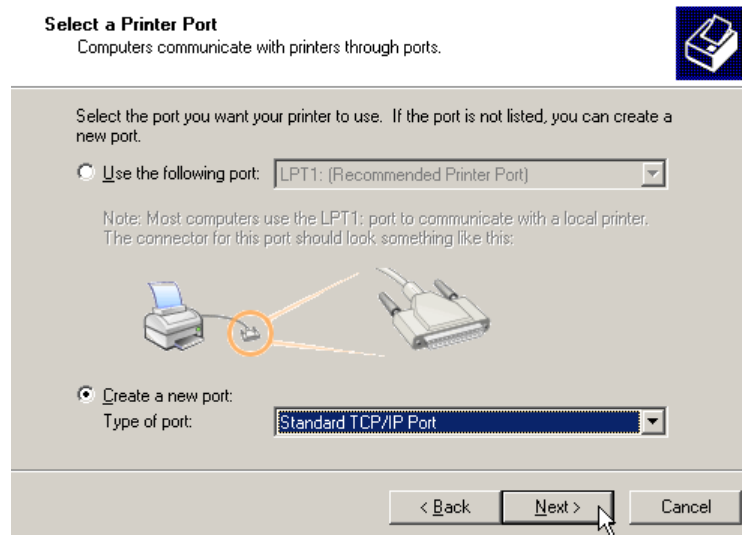 Select a Printer Port
Computers communicate with printers through ports.
Select the port you want your printer to use. If the port is not listed, you can create a
new port.
Use the following port: LPT1: (Recommended Printer Port)
Note: Most computers use the LPT1: port to communicate with a local printer.
The connector for this port should look something like this:
Create a new port:
Type of port: Standard TCP/IP Port
< Back Next > Cancel